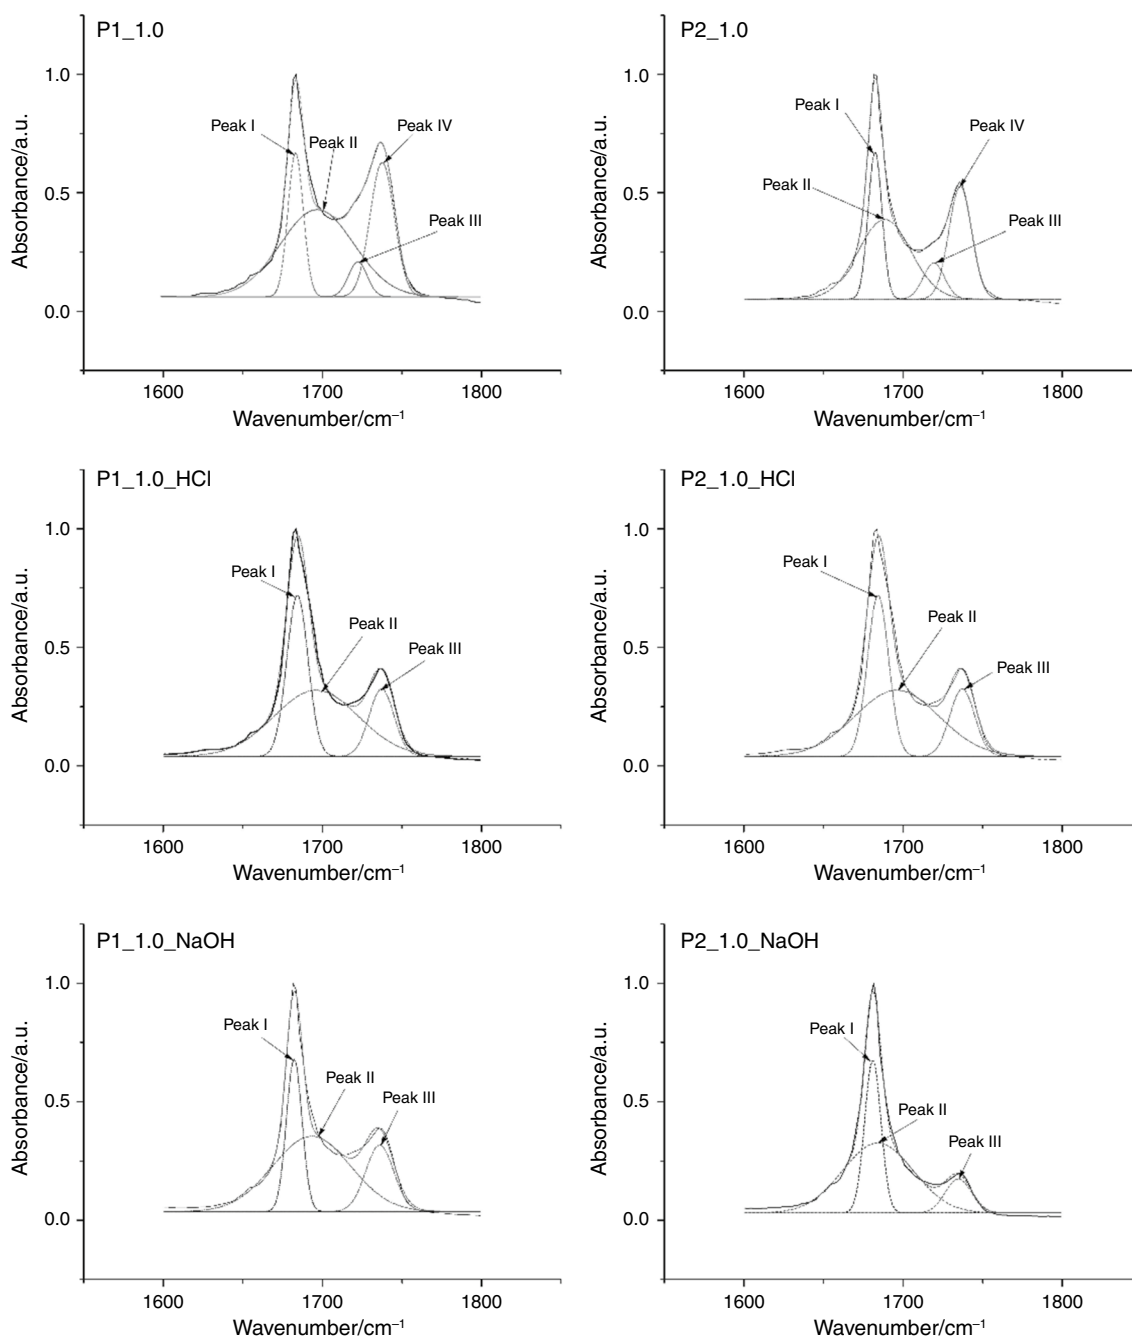 P1_1.0
1.0
0.5
0.0
Absorbance/a.u.
Peak I
Peak II
Peak IV
Peak III
1600
1700
1800
Wavenumber/cm⁻¹
P2_1.0
1.0
0.5
0.0
Absorbance/a.u.
Peak I
Peak IV
Peak II
Peak III
1600
1700
1800
Wavenumber/cm⁻¹
P1_1.0_HCl
1.0
0.5
0.0
Absorbance/a.u.
Peak I
Peak II
Peak III
1600
1700
1800
Wavenumber/cm⁻¹
P2_1.0_HCl
1.0
0.5
0.0
Absorbance/a.u.
Peak I
Peak II
Peak III
1600
1700
1800
Wavenumber/cm⁻¹
P1_1.0_NaOH
1.0
0.5
0.0
Absorbance/a.u.
Peak I
Peak II
Peak III
1600
1700
1800
Wavenumber/cm⁻¹
P2_1.0_NaOH
1.0
0.5
0.0
Absorbance/a.u.
Peak I
Peak II
Peak III
1600
1700
1800
Wavenumber/cm⁻¹